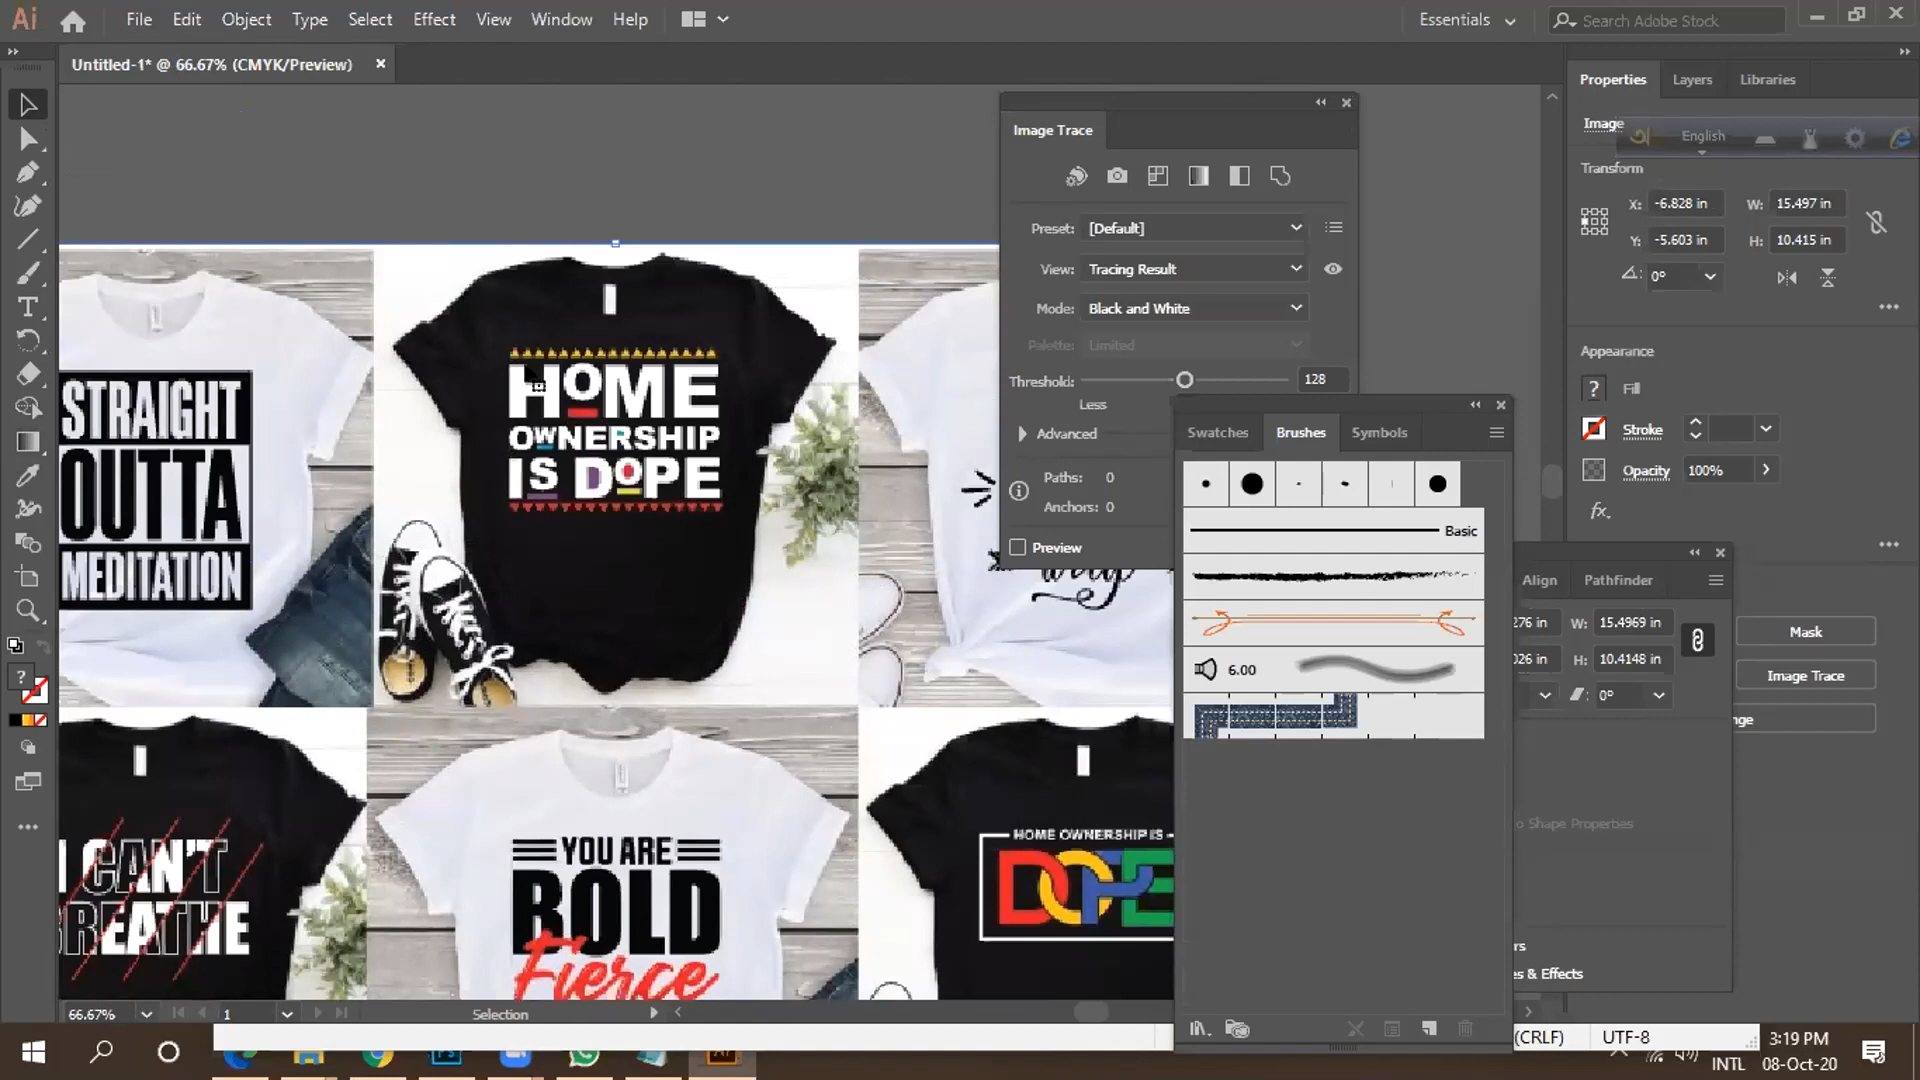 Ai File Edit Object Type Select Effect View Window Help Essentials Search Adobe Stock
Untitled-1* @ 66.67% (CMYK/Preview)
Properties Layers Libraries
Image
English
Transform
X: -6.828 in W: 15.497 in
Y: -5.603 in H: 10.415 in
0°
Appearance
? Fill
Stroke
Opacity 100%
fx.
Image Trace
Preset: [Default]
View: Tracing Result
Mode: Black and White
Palette: Limited
Threshold: 128
Less
Advanced
Paths: 0
Anchors: 0
Preview
Swatches Brushes Symbols
Basic
6.00
Align Pathfinder
276 in W: 15.4969 in
026 in H: 10.4148 in
0°
Mask
Image Trace
nge
o Shape Properties
rs
es & Effects
STRAIGHT
OUTTA
MEDITATION
HOME
OWNERSHIP
IS DOPE
I CAN'T
BREATHE
YOU ARE
BOLD
Fierce
HOME OWNERSHIP IS
DOPE
66.67% 1 Selection
(CRLF) UTF-8
3:19 PM
INTL 08-Oct-20